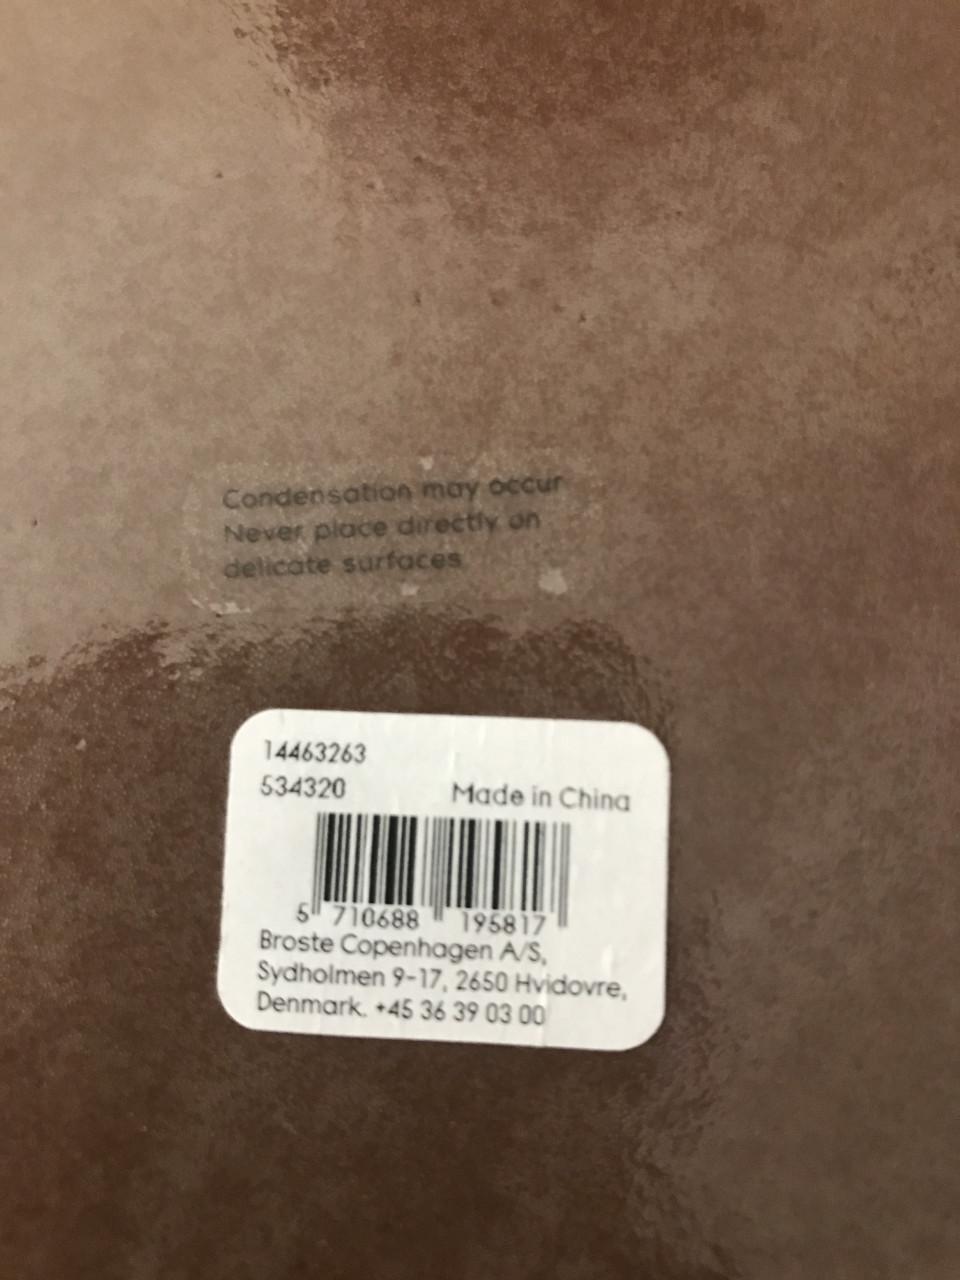 Condensation may occur
Never place directly on
delicate surfaces
14463263
534320
Made in China
5 710688 195817
Broste Copenhagen A/S,
Sydholmen 9-17, 2650 Hvidovre,
Denmark. +45 36 39 03 00